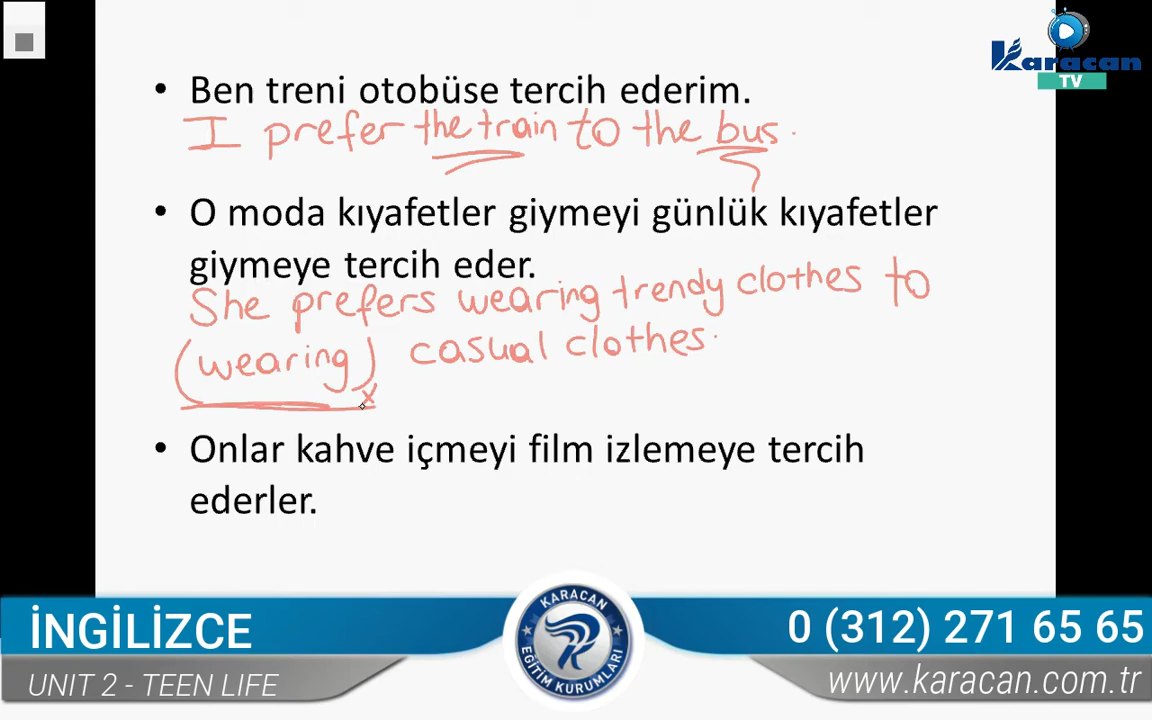 Karacan
TV
• Ben treni otobüse tercih ederim.
I prefer the train to the bus.
• O moda kıyafetler giymeyi günlük kıyafetler
giymeye tercih eder.
She prefers wearing trendy clothes to
(wearing) casual clothes.
x
• Onlar kahve içmeyi film izlemeye tercih
ederler.
KARACAN
EĞİTİM KURUMLARI
İNGİLİZCE
0 (312) 271 65 65
UNIT 2 - TEEN LIFE
www.karacan.com.tr